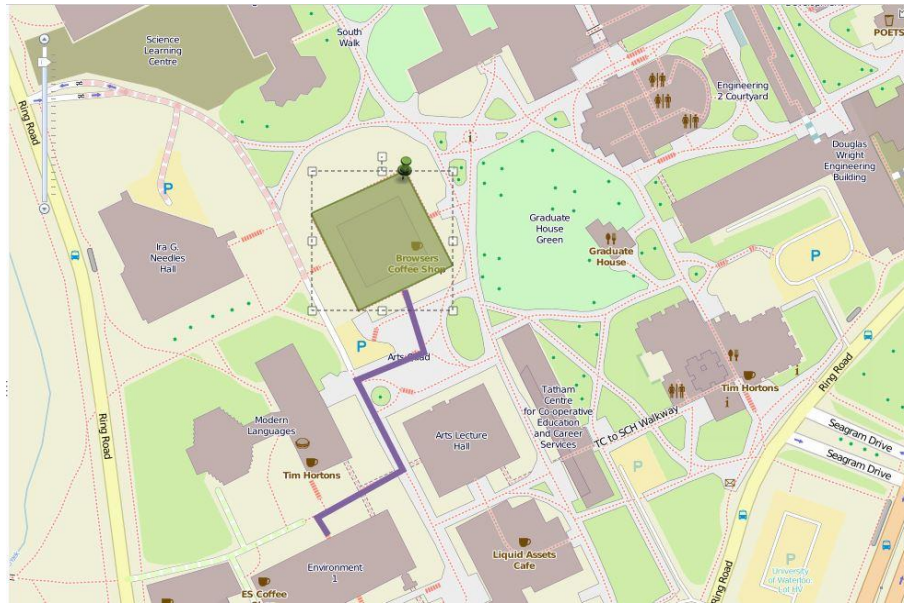 Science
Learning
Centre
South
Walk
POETS
Engineering
2 Courtyard
Ring Road
i
Douglas
Wright
Engineering
Building
P
Ira G.
Needles
Hall
Graduate
House
Green
Graduate
House
Browsers
Coffee Shop
P
P
Arts Quad
Modern
Languages
Tim Hortons
Arts Lecture
Hall
Tatham
Centre
for Co-operative
Education
and Career
Services
TC to SCH Walkway
Tim Hortons
i
i
Ring Road
Ring Road
Seagram Drive
Seagram Drive
P
Liquid Assets
Cafe
Environment
1
ES Coffee
Ring Road
P
University
of Waterloo
Lot HV